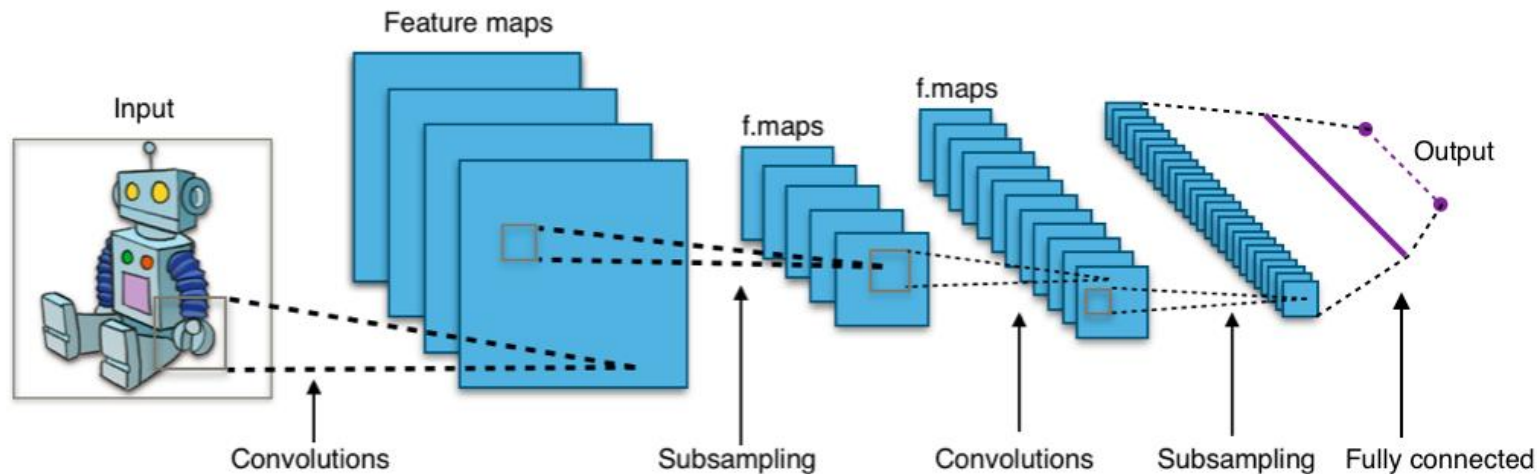 Feature maps
Input
f.maps
f.maps
Output
Convolutions
Subsampling
Convolutions
Subsampling
Fully connected